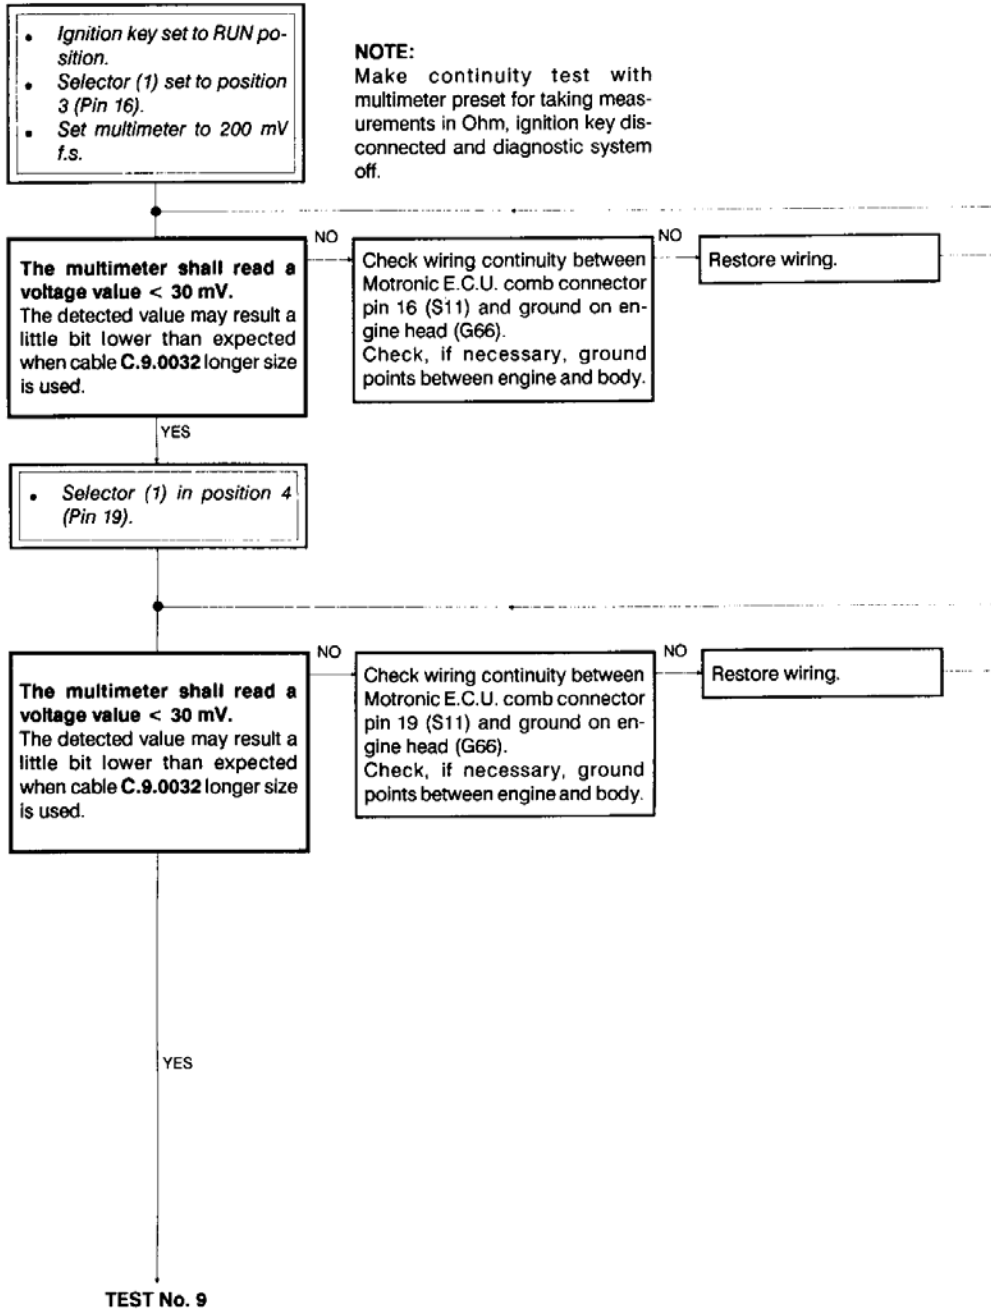 • Ignition key set to RUN po-
sition.
• Selector (1) set to position
3 (Pin 16).
• Set multimeter to 200 mV
f.s.
NOTE:
Make continuity test with
multimeter preset for taking meas-
urements in Ohm, ignition key dis-
connected and diagnostic system
off.
The multimeter shall read a
voltage value < 30 mV.
The detected value may result a
little bit lower than expected
when cable C.9.0032 longer size
is used.
NO
Check wiring continuity between
Motronic E.C.U. comb connector
pin 16 (S11) and ground on en-
gine head (G66).
Check, if necessary, ground
points between engine and body.
NO
Restore wiring.
YES
• Selector (1) in position 4
(Pin 19).
The multimeter shall read a
voltage value < 30 mV.
The detected value may result a
little bit lower than expected
when cable C.9.0032 longer size
is used.
NO
Check wiring continuity between
Motronic E.C.U. comb connector
pin 19 (S11) and ground on en-
gine head (G66).
Check, if necessary, ground
points between engine and body.
NO
Restore wiring.
YES
TEST No. 9